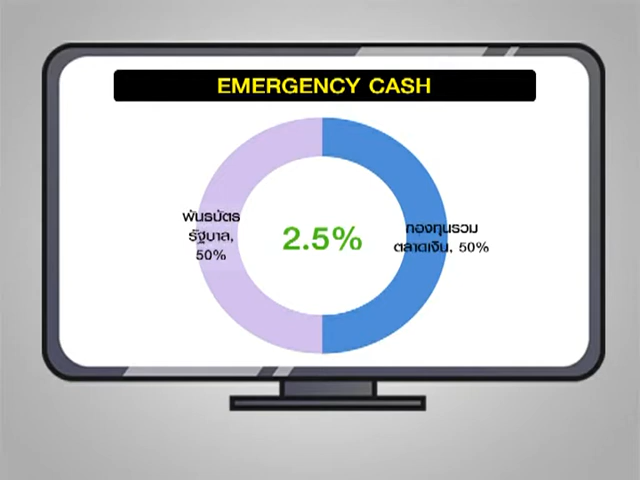 EMERGENCY CASH
พันธบัตร
รัฐบาล,
50%
2.5%
กองทุนรวม
ตลาดเงิน, 50%